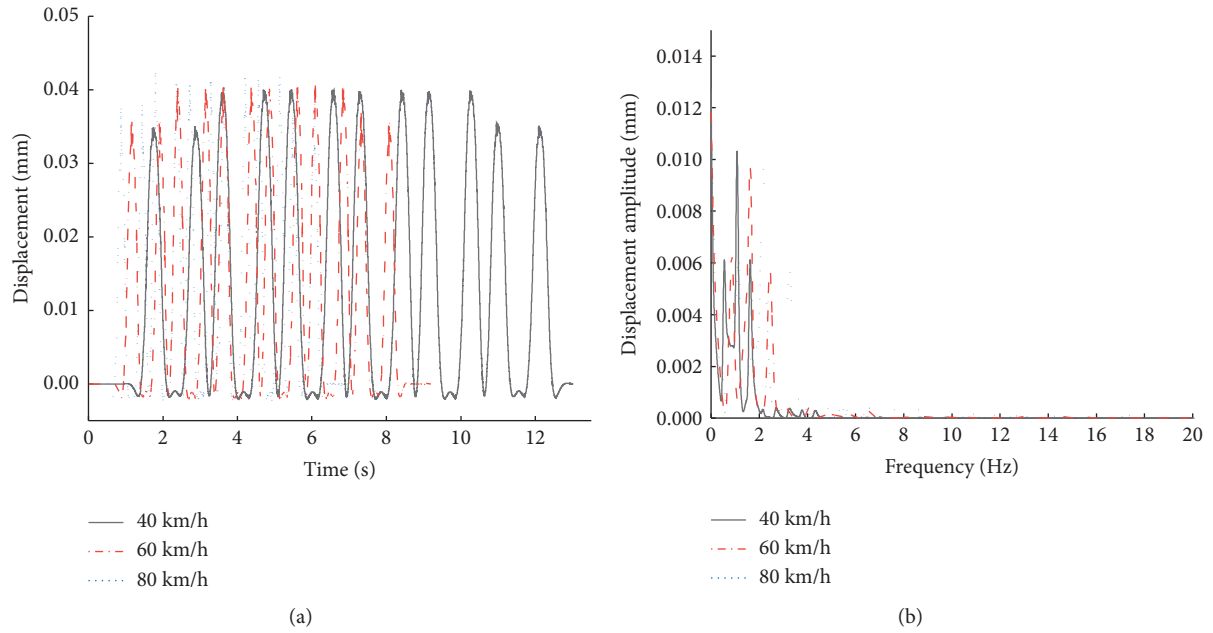 Displacement (mm)
0.05
0.04
0.03
0.02
0.01
0.00
0 2 4 6 8 10 12
Time (s)
40 km/h
60 km/h
80 km/h
(a)
Displacement amplitude (mm)
0.014
0.012
0.010
0.008
0.006
0.004
0.002
0.000
0 2 4 6 8 10 12 14 16 18 20
Frequency (Hz)
40 km/h
60 km/h
80 km/h
(b)